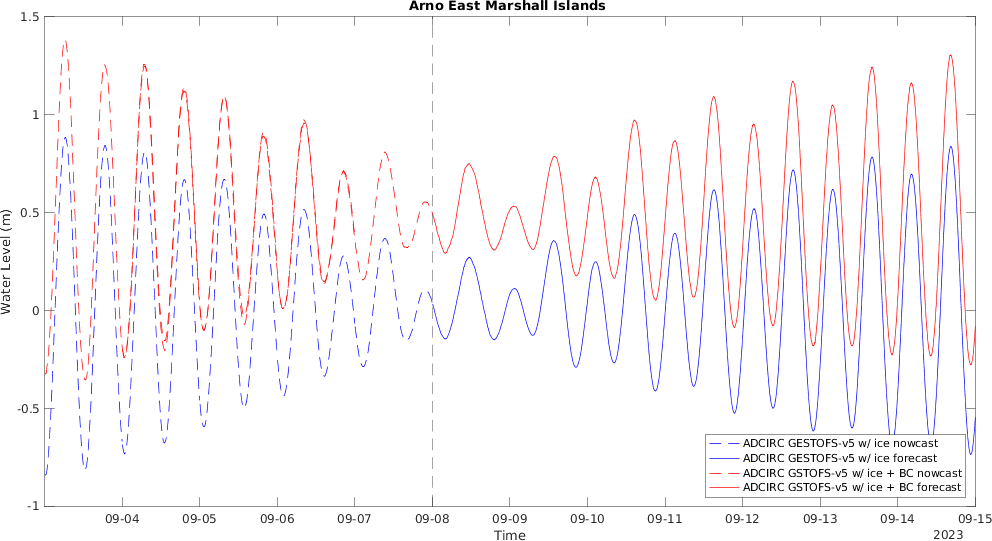 Arno East Marshall Islands
1.5
1
0.5
0
-0.5
-1
Water Level (m)
ADCIRC GESTOFS-v5 w/ ice nowcast
ADCIRC GESTOFS-v5 w/ ice forecast
ADCIRC GSTOFS-v5 w/ ice + BC nowcast
ADCIRC GSTOFS-v5 w/ ice + BC forecast
09-04 09-05 09-06 09-07 09-08 09-09 09-10 09-11 09-12 09-13 09-14 09-15
Time
2023